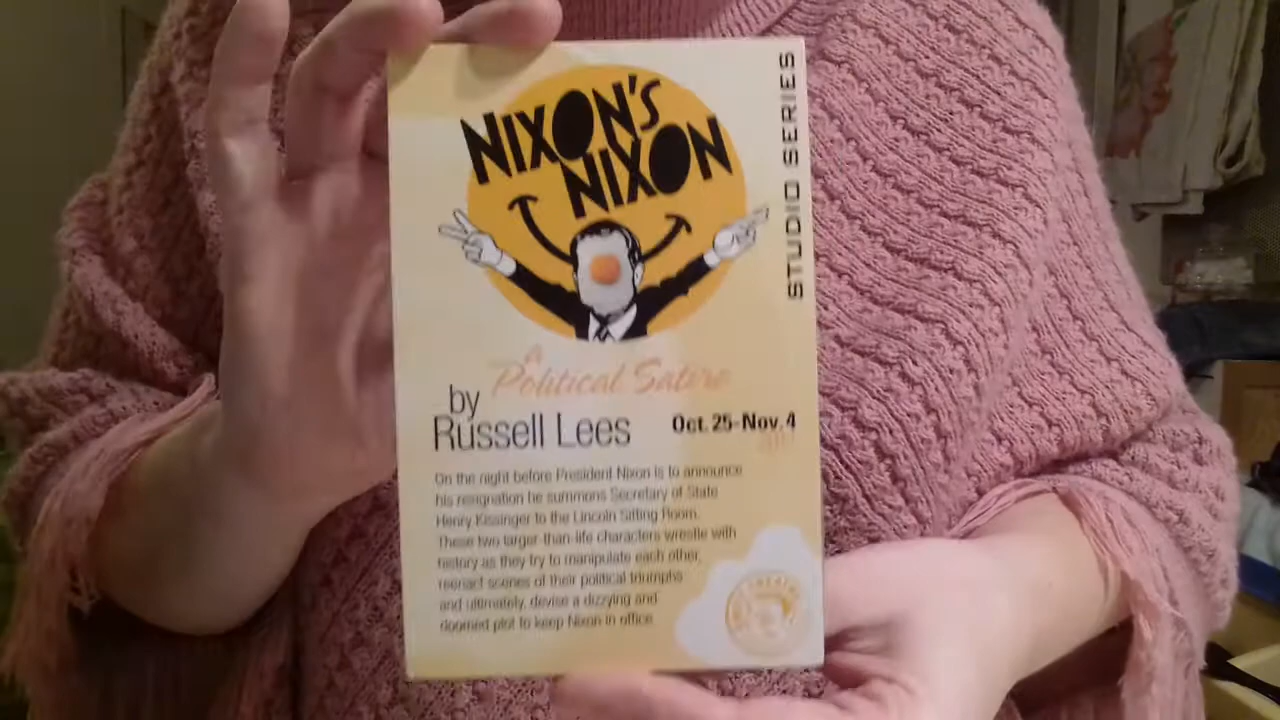 NIXON'S
NIXON
STUDIO SERIES
a
Political Satire
by
Russell Lees
Oct. 25-Nov. 4
On the night before President Nixon is to announce
his resignation he summons Secretary of State
Henry Kissinger to the Lincoln Sitting Room.
These two larger-than-life characters wrestle with
history as they try to manipulate each other,
reenact scenes of their political triumphs
and ultimately, devise a dizzying and
doomed plot to keep Nixon in office.